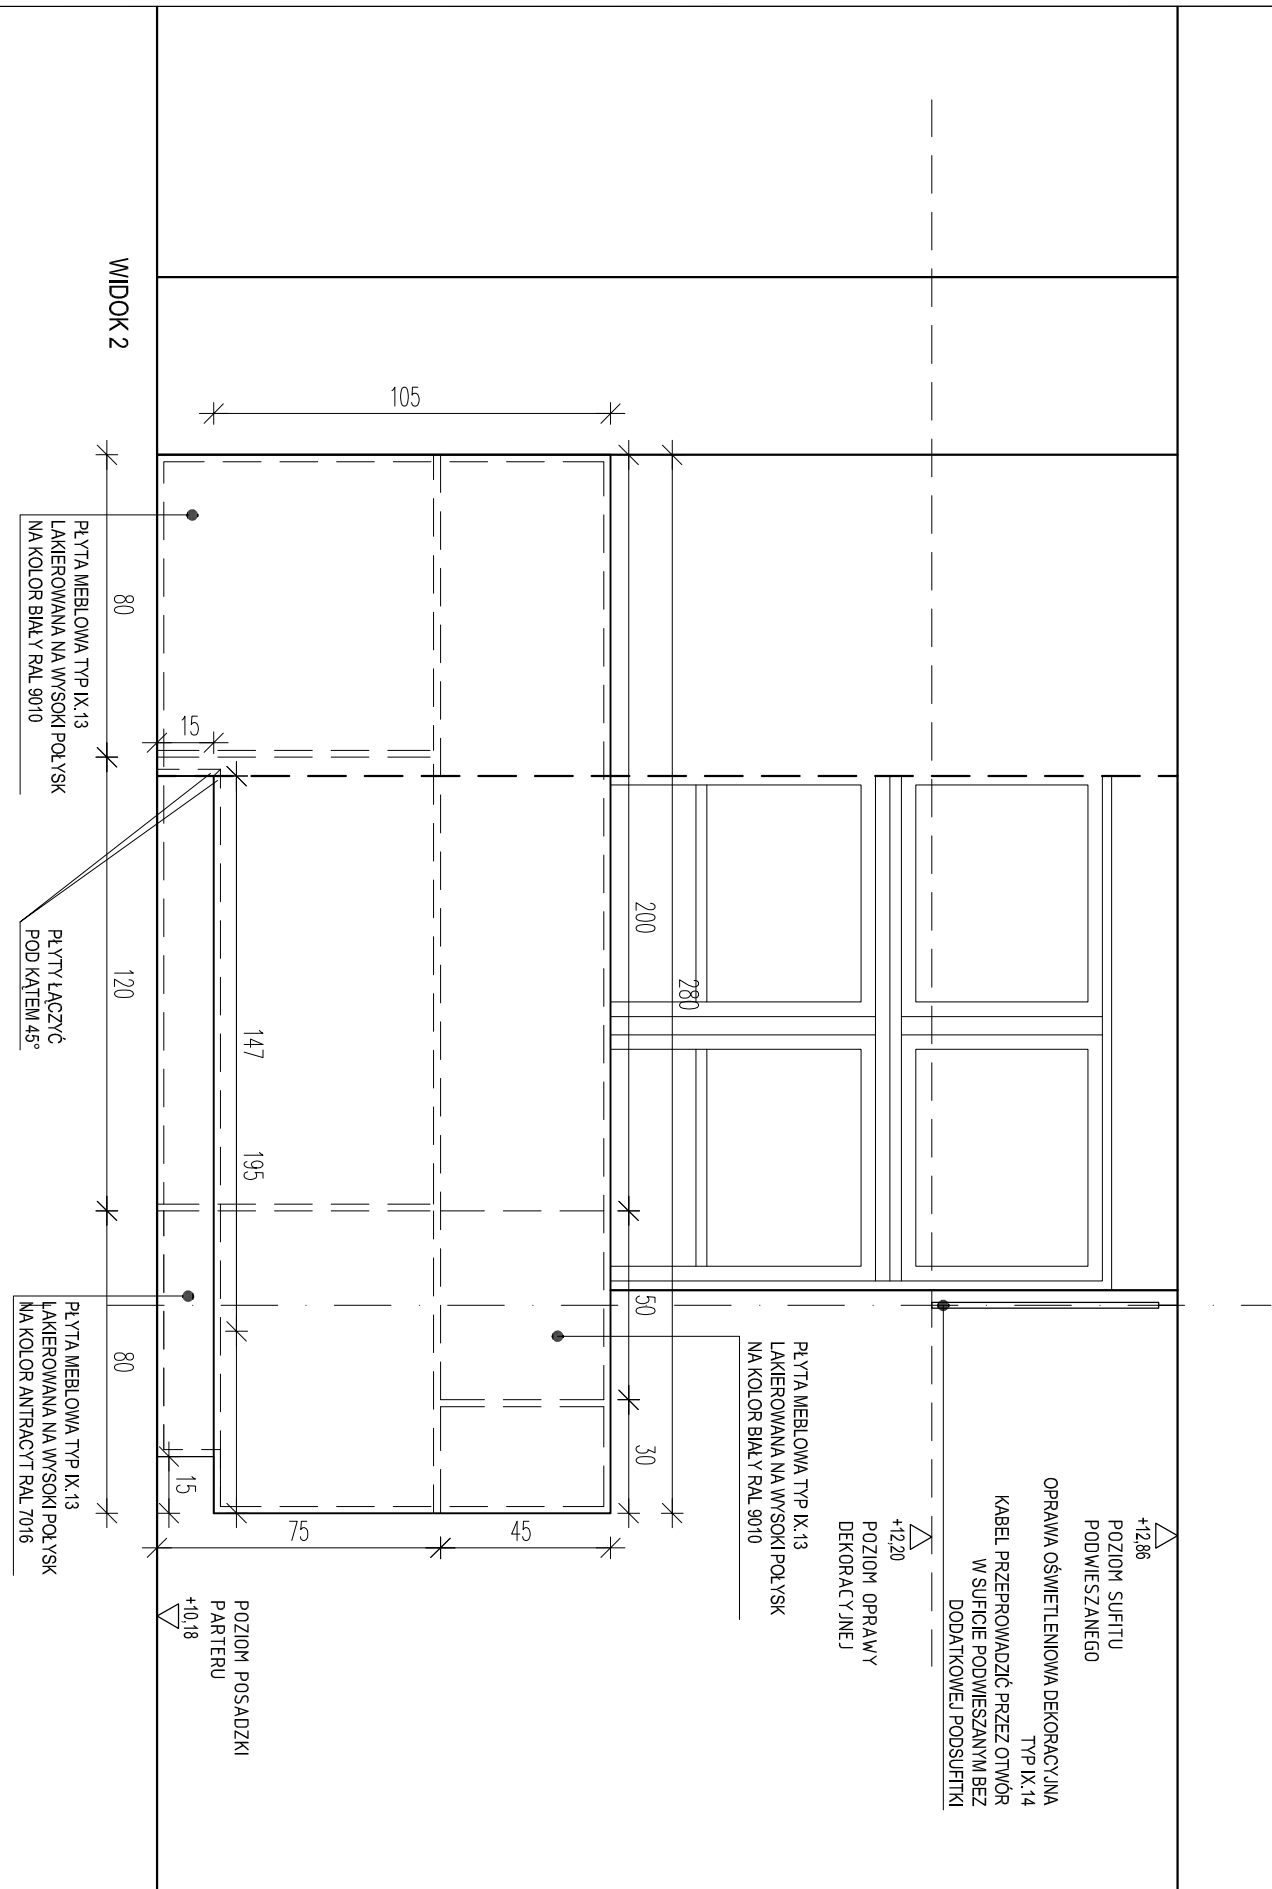 +12,86
POZIOM SUFITU
PODWIESZANEGO
OPRAWA OŚWIETLENIOWA DEKORACYJNA
TYP IX.14
KABEL PRZEPROWADZIĆ PRZEZ OTWÓR
W SUFICIE PODWIESZANYM BEZ
DODATKOWEJ PODSUFITKI
+12,20
POZIOM OPRAWY
DEKORACYJNEJ
PŁYTA MEBLOWA TYP IX.13
LAKIEROWANA NA WYSOKI POŁYSK
NA KOLOR BIAŁY RAL 9010
280
200
50
30
105
45
75
147
195
15
15
POZIOM POSADZKI
PARTERU
+10,18
80
120
80
WIDOK 2
PŁYTA MEBLOWA TYP IX.13
LAKIEROWANA NA WYSOKI POŁYSK
NA KOLOR BIAŁY RAL 9010
PŁYTY ŁĄCZYĆ
POD KĄTEM 45°
PŁYTA MEBLOWA TYP IX.13
LAKIEROWANA NA WYSOKI POŁYSK
NA KOLOR ANTRACYT RAL 7016